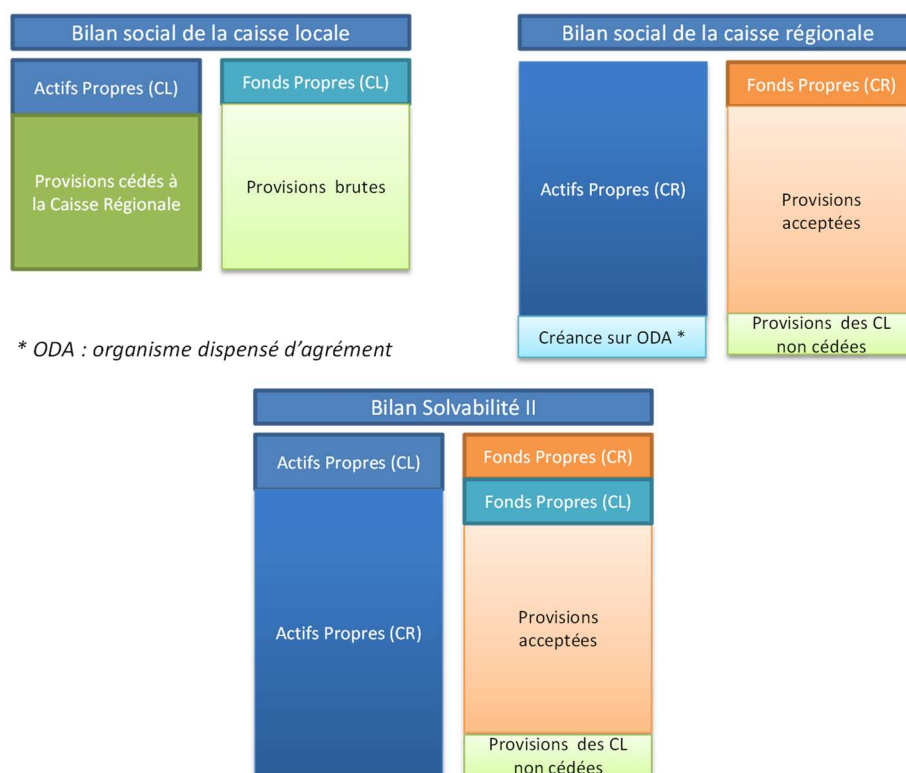 Bilan social de la caisse locale
Actifs Propres (CL)
Fonds Propres (CL)
Provisions cédés à
la Caisse Régionale
Provisions brutes
* ODA : organisme dispensé d'agrément
Bilan social de la caisse régionale
Actifs Propres (CR)
Fonds Propres (CR)
Provisions
acceptées
Créance sur ODA *
Provisions des CL
non cédées
Bilan Solvabilité II
Actifs Propres (CL)
Fonds Propres (CR)
Fonds Propres (CL)
Actifs Propres (CR)
Provisions
acceptées
Provisions des CL
non cédées